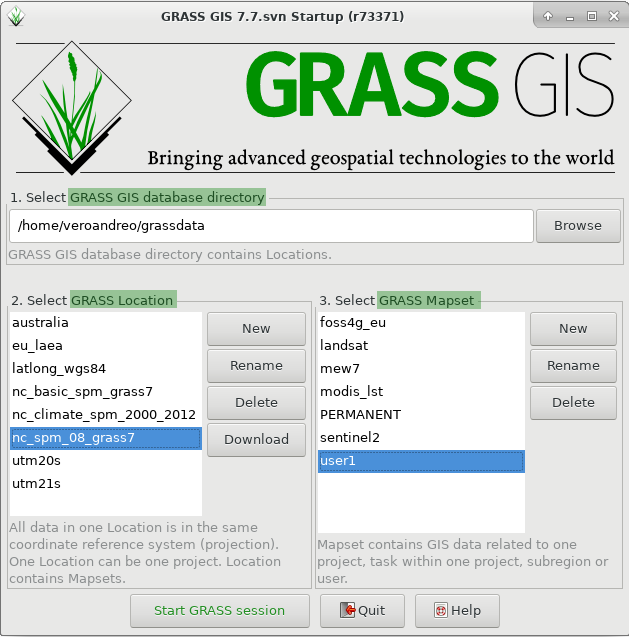 GRASS GIS 7.7.svn Startup (r73371)
GRASS GIS
Bringing advanced geospatial technologies to the world
1. Select GRASS GIS database directory
/home/veroandreo/grassdata
Browse
GRASS GIS database directory contains Locations.
2. Select GRASS Location
australia
eu_laea
latlong_wgs84
nc_basic_spm_grass7
nc_climate_spm_2000_2012
nc_spm_08_grass7
utm20s
utm21s
New
Rename
Delete
Download
All data in one Location is in the same
coordinate reference system (projection).
One Location can be one project. Location
contains Mapsets.
3. Select GRASS Mapset
foss4g_eu
landsat
mew7
modis_lst
PERMANENT
sentinel2
user1
New
Rename
Delete
Mapset contains GIS data related to one
project, task within one project, subregion or
user.
Start GRASS session
Quit
Help